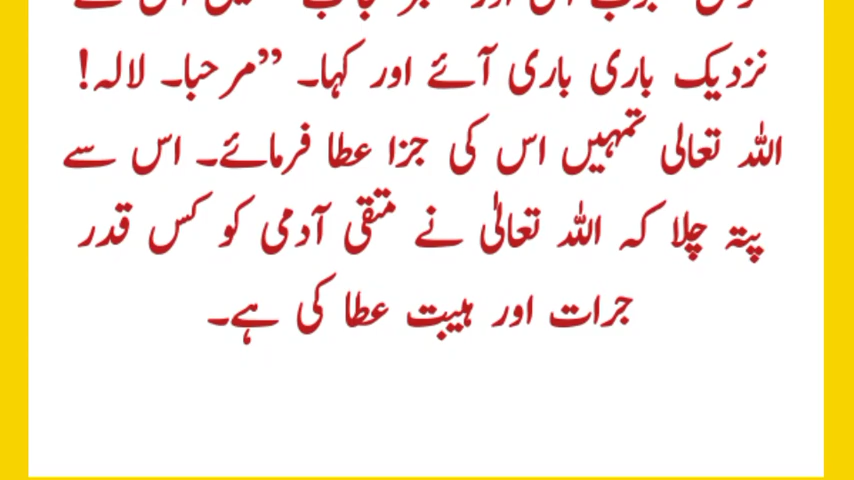 نزدیک باری باری آئے اور کہا۔ ”مرحبا۔ لالہ!
اللہ تعالی تمہیں اس کی جزا عطا فرمائے۔ اس سے
پتہ چلا کہ اللہ تعالیٰ نے متقی آدمی کو کس قدر
جرات اور ہیبت عطا کی ہے۔